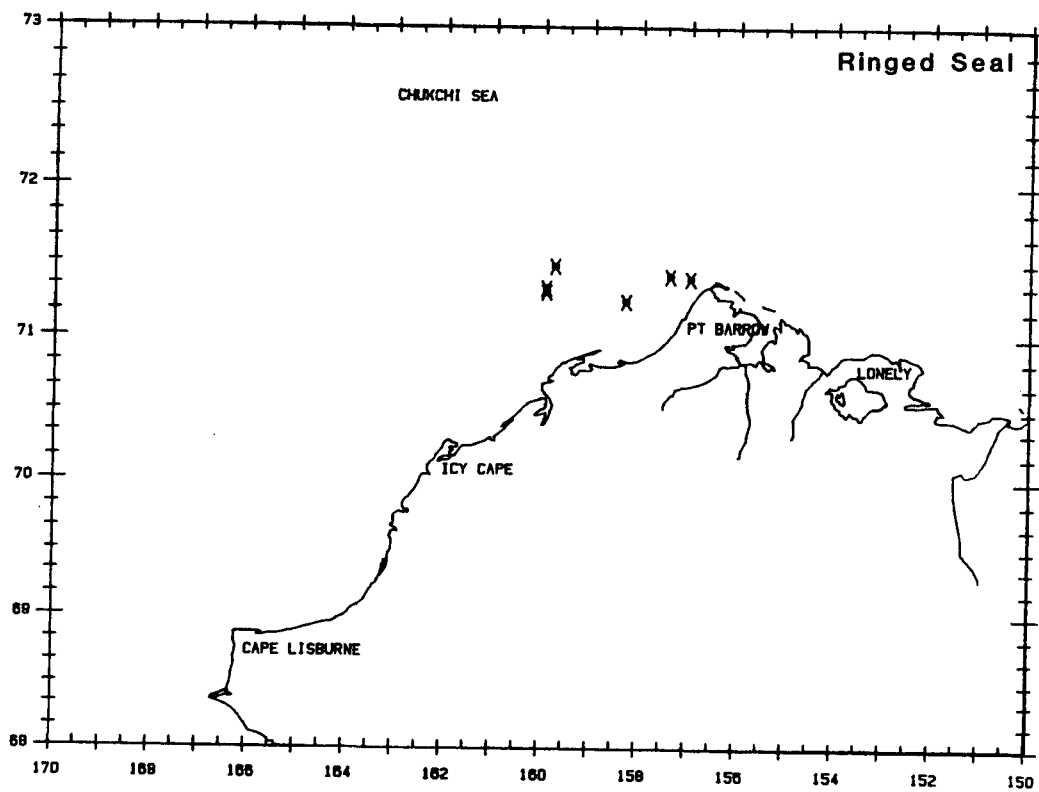 73
Ringed Seal
CHUKCHI SEA
72
71
PT BARROW
LONELY
70
ICY CAPE
69
CAPE LISBURNE
68
170 168 166 164 162 160 158 156 154 152 150